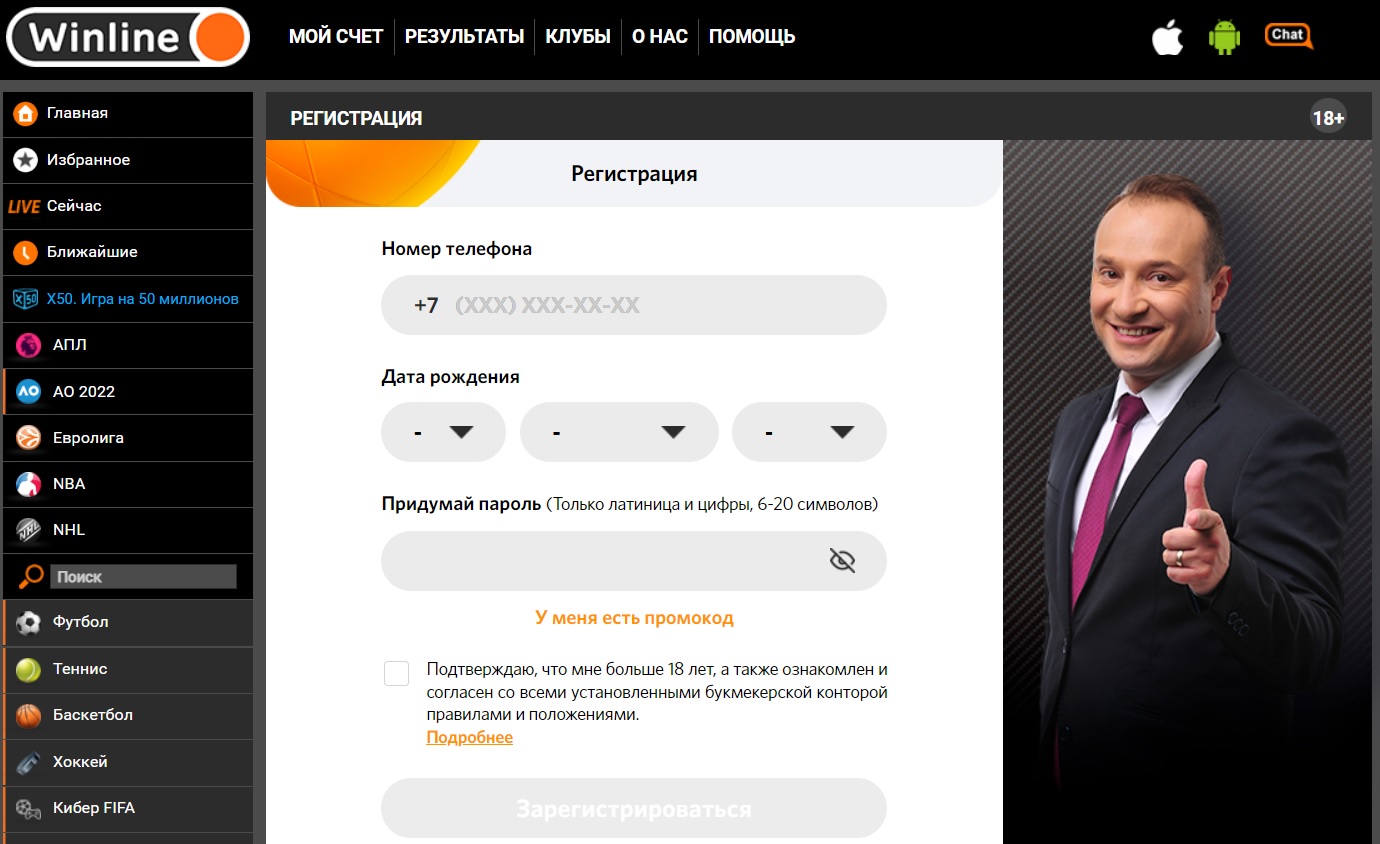 Winline
МОЙ СЧЕТ
РЕЗУЛЬТАТЫ
КЛУБЫ
О НАС
ПОМОЩЬ
Chat
Главная
Избранное
LIVE Сейчас
Ближайшие
X50 X50. Игра на 50 миллионов
АПЛ
AO АО 2022
Евролига
NBA
NHL NHL
Поиск
Футбол
Теннис
Баскетбол
Хоккей
Кибер FIFA
РЕГИСТРАЦИЯ
18+
Регистрация
Номер телефона
+7 (XXX) XXX-XX-XX
Дата рождения
- - -
Придумай пароль (Только латиница и цифры, 6-20 символов)
У меня есть промокод
Подтверждаю, что мне больше 18 лет, а также ознакомлен и
согласен со всеми установленными букмекерской конторой
правилами и положениями.
Подробнее
Зарегистрироваться